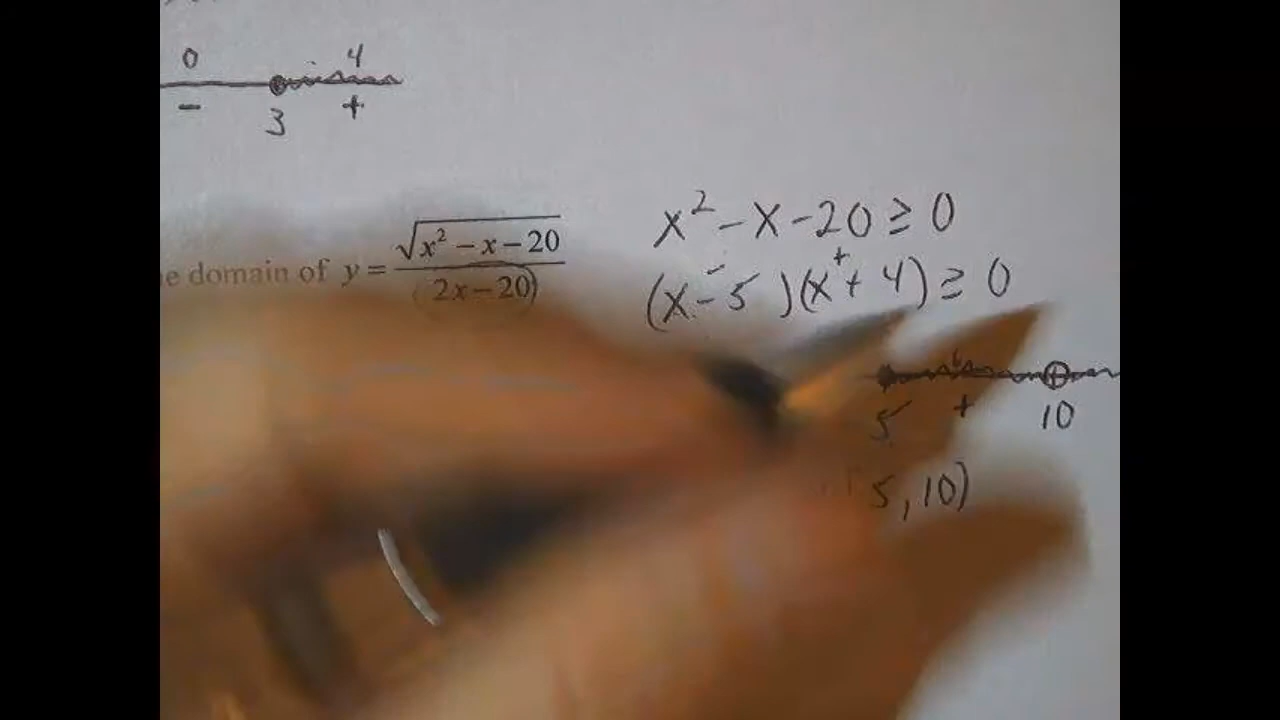 0 4
- +
3
x² - x - 20 ≥ 0
e domain of y = √(x² - x - 20) / (2x - 20)
(x - 5)(x + 4) ≥ 0
- +
5 + 10
5, 10)